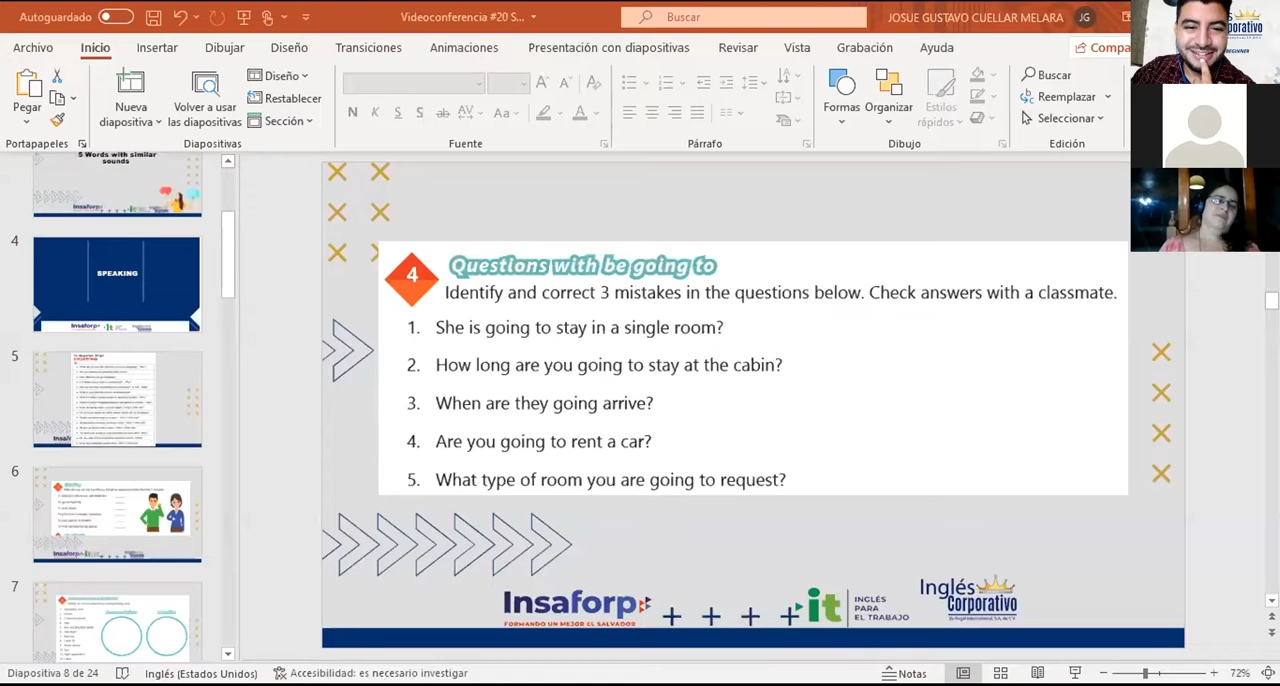 Autoguardado
Videoconferencia #20 S...
Buscar
JOSUE GUSTAVO CUELLAR MELARA
JG
Archivo
Inicio
Insertar
Dibujar
Diseño
Transiciones
Animaciones
Presentación con diapositivas
Revisar
Vista
Grabación
Ayuda
Compa
Pegar
Nueva
diapositiva
Volver a usar
las diapositivas
Diseño
Restablecer
Sección
N K S S ab AV Aa A
Formas
Organizar
Estilos
rápidos
Buscar
Reemplazar
Seleccionar
Portapapeles
Diapositivas
Fuente
Párrafo
Dibujo
Edición
5 Words with similar
sounds
4
SPEAKING
5
6
7
4
Questions with be going to
Identify and correct 3 mistakes in the questions below. Check answers with a classmate.
1. She is going to stay in a single room?
2. How long are you going to stay at the cabin?
3. When are they going arrive?
4. Are you going to rent a car?
5. What type of room you are going to request?
Insaforp
FORMANDO UN MEJOR EL SALVADOR
it
INGLÉS
PARA
EL TRABAJO
Inglés
Corporativo
Diapositiva 8 de 24
Inglés (Estados Unidos)
Accesibilidad: es necesario investigar
Notas
72%